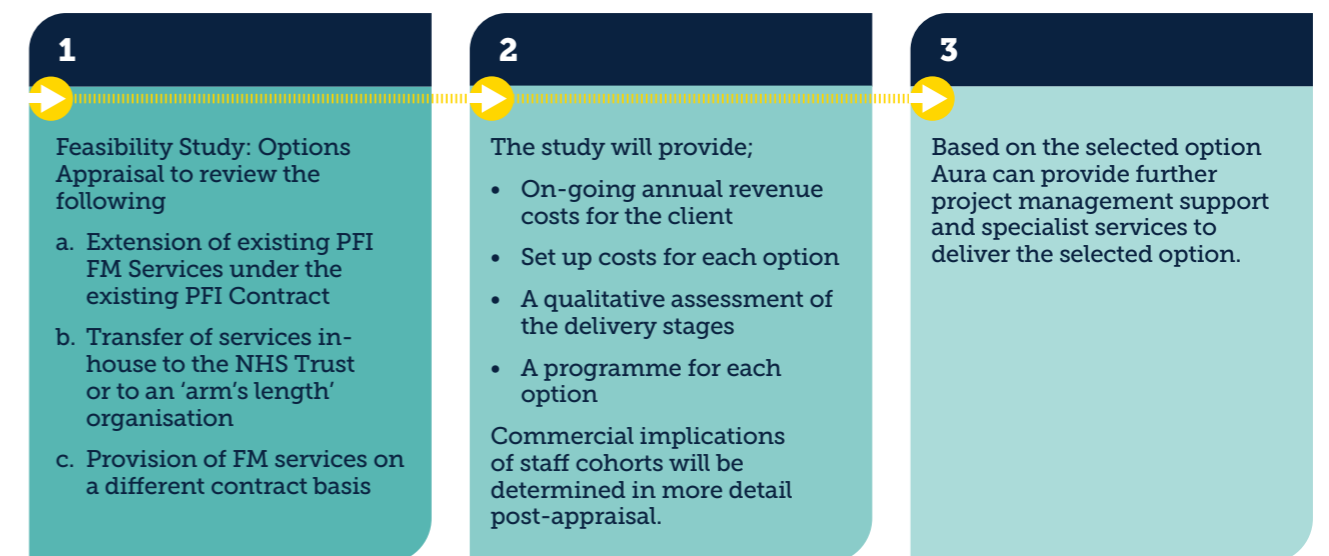 1
Feasibility Study: Options
Appraisal to review the
following
a. Extension of existing PFI
FM Services under the
existing PFI Contract
b. Transfer of services in-
house to the NHS Trust
or to an ‘arm’s length’
organisation
c. Provision of FM services on
a different contract basis
2
The study will provide;
• On-going annual revenue
costs for the client
• Set up costs for each option
• A qualitative assessment of
the delivery stages
• A programme for each
option
Commercial implications
of staff cohorts will be
determined in more detail
post-appraisal.
3
Based on the selected option
Aura can provide further
project management support
and specialist services to
deliver the selected option.